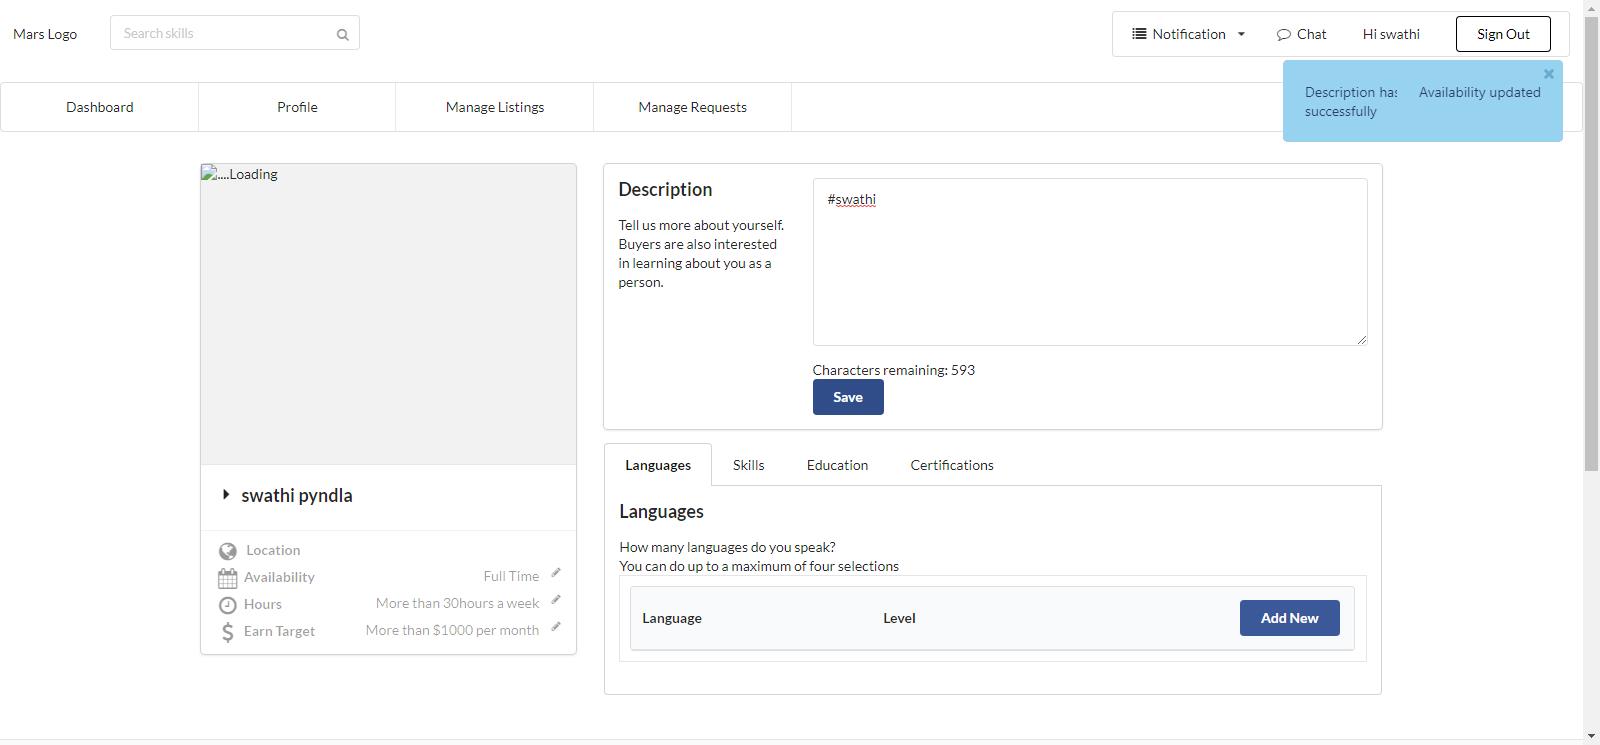 Mars Logo
Search skills
Notification
Chat
Hi swathi
Sign Out
Dashboard
Profile
Manage Listings
Manage Requests
Description has
successfully
Availability updated
....Loading
swathi pyndla
Location
Availability Full Time
Hours More than 30hours a week
Earn Target More than $1000 per month
Description
Tell us more about yourself.
Buyers are also interested
in learning about you as a
person.
#swathi
Characters remaining: 593
Save
Languages Skills Education Certifications
Languages
How many languages do you speak?
You can do up to a maximum of four selections
Language Level Add New